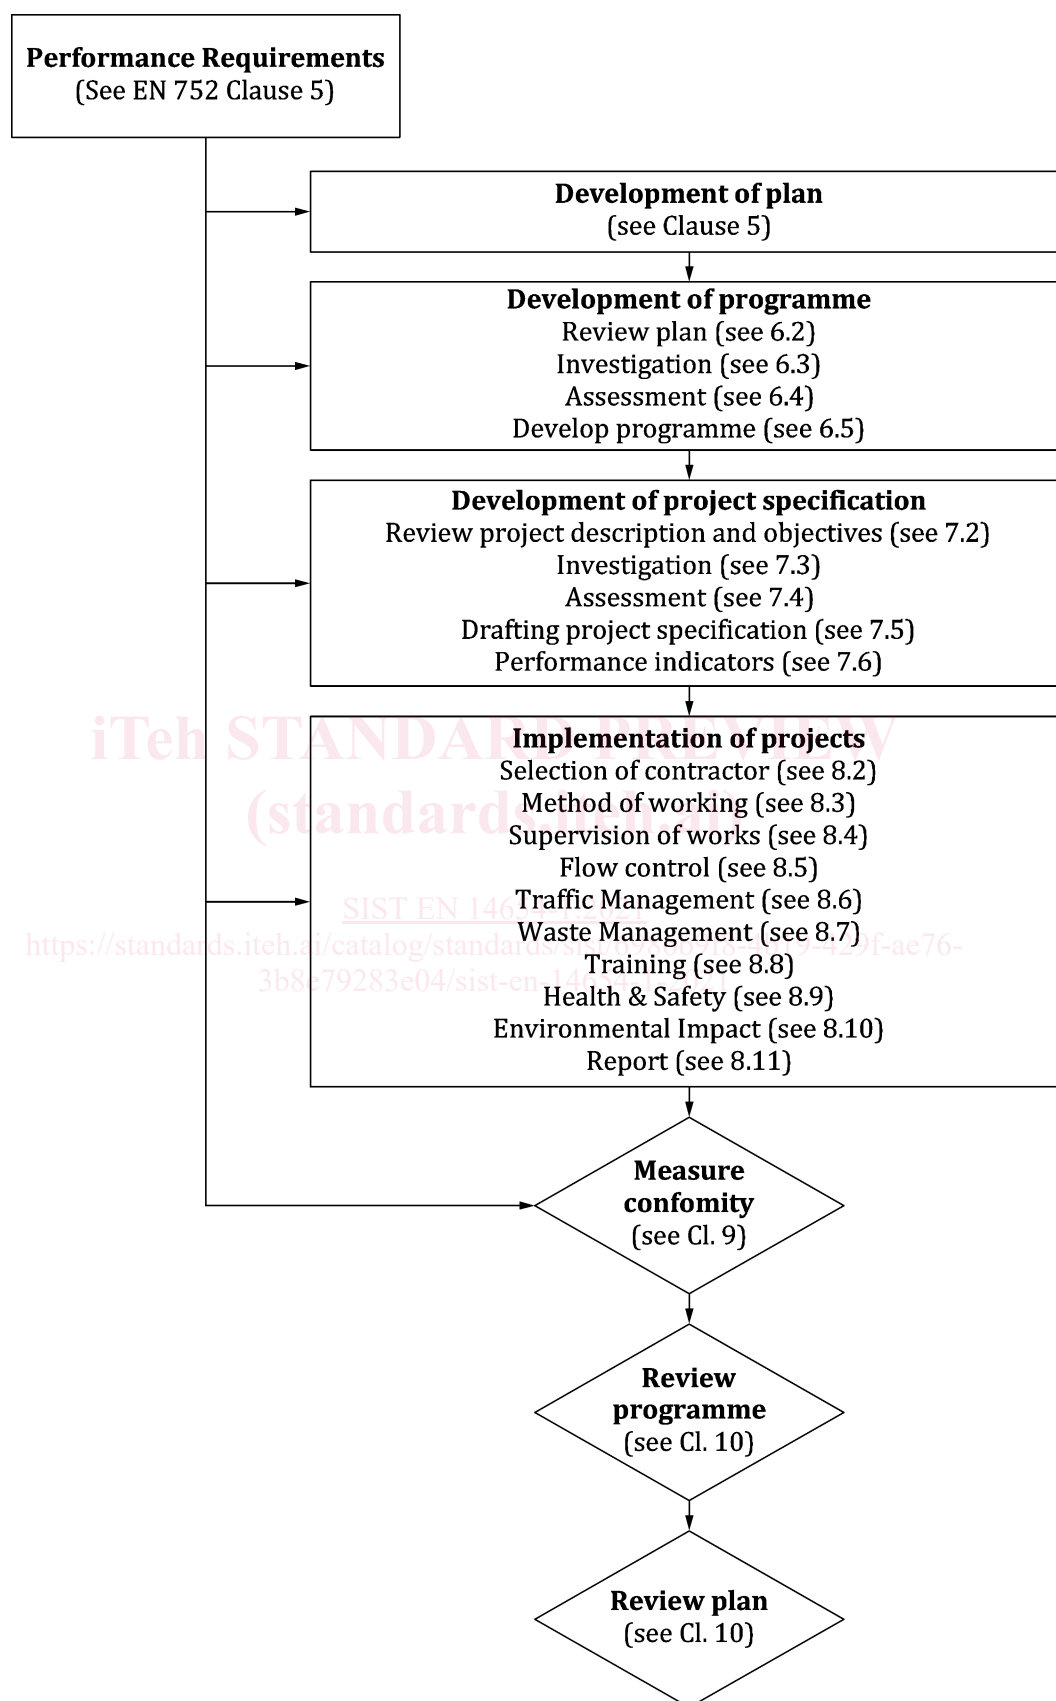 Performance Requirements
(See EN 752 Clause 5)
Development of plan
(see Clause 5)
Development of programme
Review plan (see 6.2)
Investigation (see 6.3)
Assessment (see 6.4)
Develop programme (see 6.5)
Development of project specification
Review project description and objectives (see 7.2)
Investigation (see 7.3)
Assessment (see 7.4)
Drafting project specification (see 7.5)
Performance indicators (see 7.6)
iTeh STANDARD PREVIEW
(standards.iteh.ai)
Implementation of projects
Selection of contractor (see 8.2)
Method of working (see 8.3)
Supervision of works (see 8.4)
Flow control (see 8.5)
Traffic Management (see 8.6)
SIST EN 14654-1:2021
Waste Management (see 8.7)
Training (see 8.8)
3b8e79283e04/sist-en-14654-1-2021
Health & Safety (see 8.9)
Environmental Impact (see 8.10)
Report (see 8.11)
Measure
confomity
(see Cl. 9)
Review
programme
(see Cl. 10)
Review plan
(see Cl. 10)